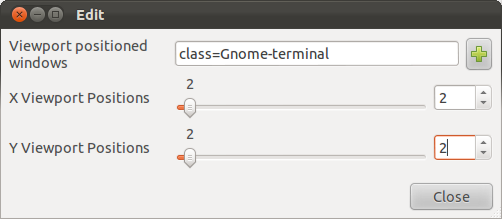 Edit
Viewport positioned
windows
class=Gnome-terminal
2
X Viewport Positions
2
2
Y Viewport Positions
2
Close